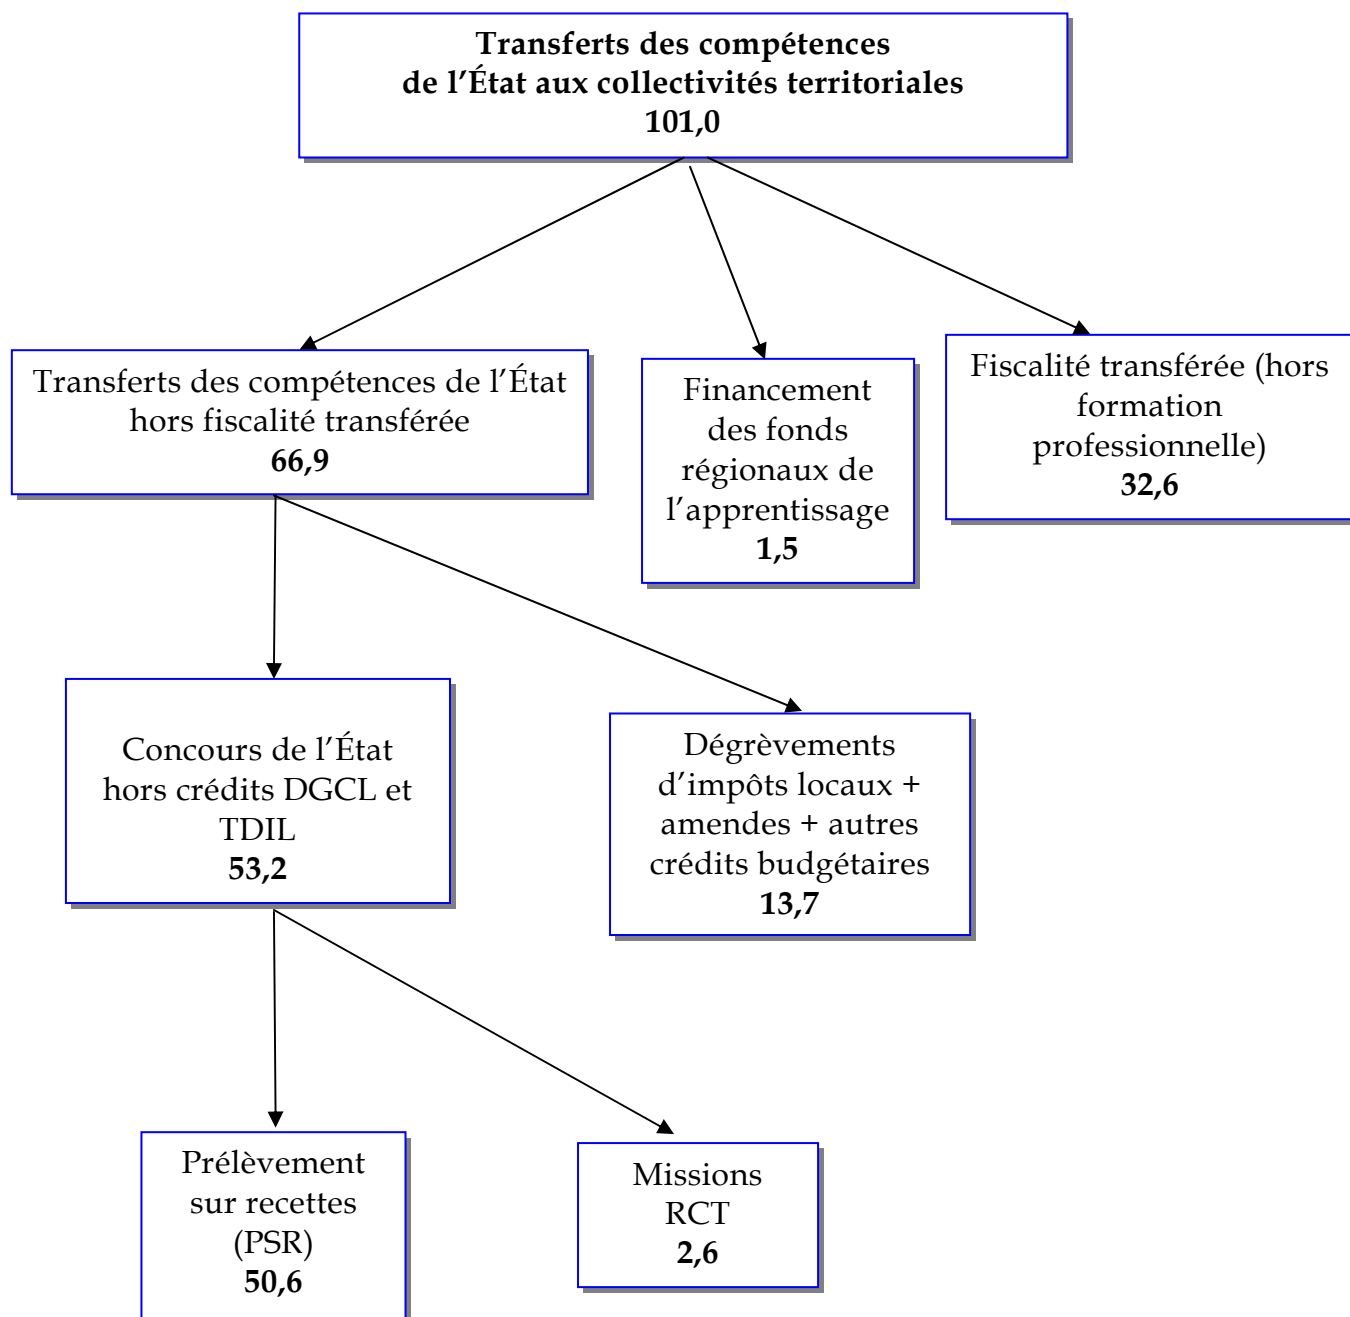 Transferts des compétences
de l’État aux collectivités territoriales
101,0
Transferts des compétences de l’État
hors fiscalité transférée
66,9
Financement
des fonds
régionaux de
l’apprentissage
1,5
Fiscalité transférée (hors
formation
professionnelle)
32,6
Concours de l’État
hors crédits DGCL et
TDIL
53,2
Dégrèvements
d’impôts locaux +
amendes + autres
crédits budgétaires
13,7
Prélèvement
sur recettes
(PSR)
50,6
Missions
RCT
2,6